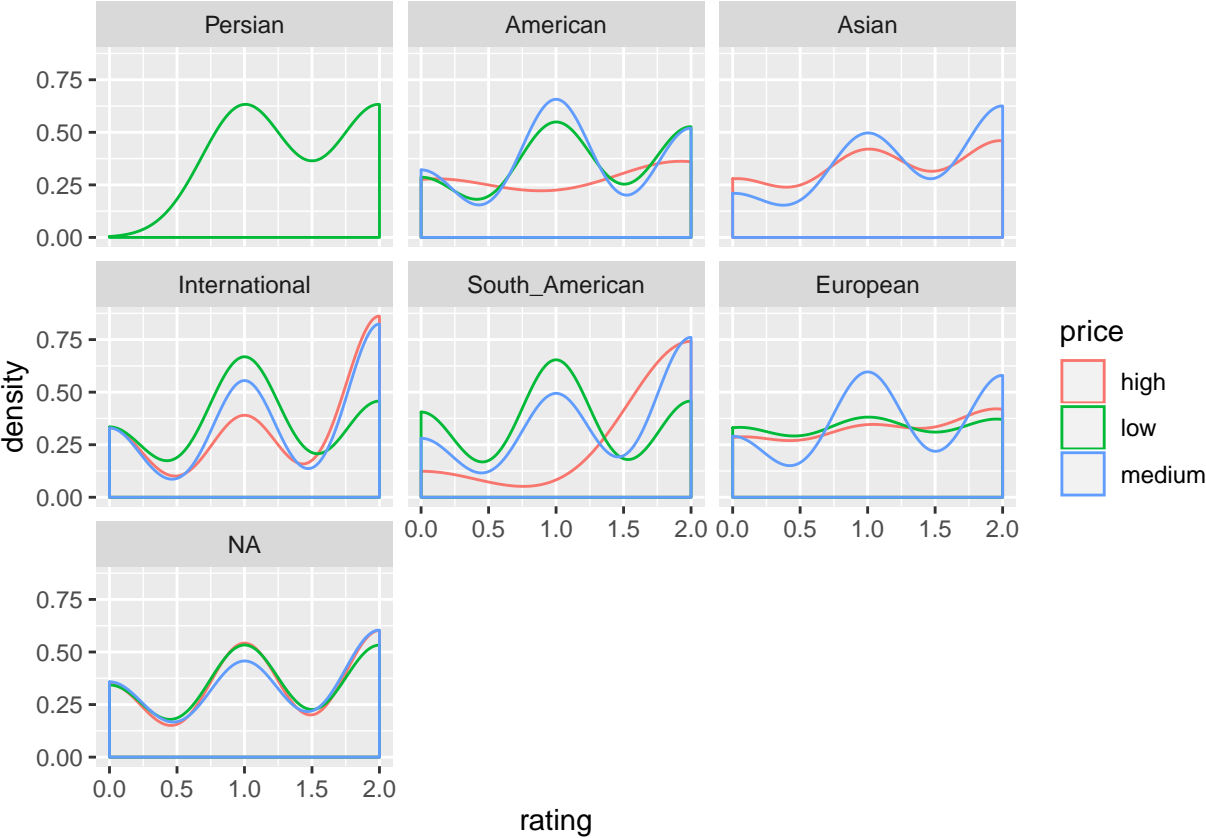 Persian American Asian
0.75
0.50
0.25
0.00
International South_American European
0.75
0.50
0.25
0.00
0.0 0.5 1.0 1.5 2.0 0.0 0.5 1.0 1.5 2.0
NA
0.75
0.50
0.25
0.00
0.0 0.5 1.0 1.5 2.0
rating
density
price
high
low
medium